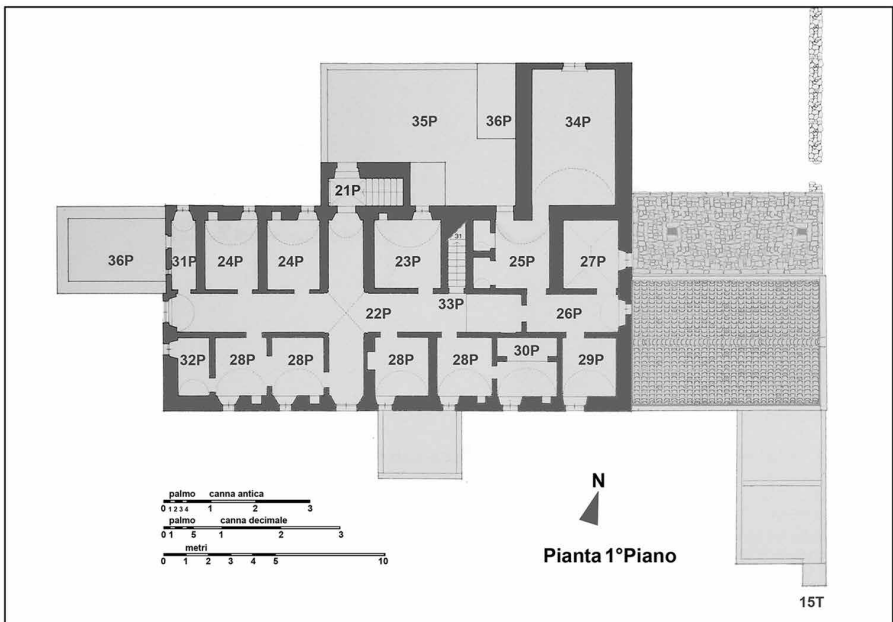 35P 36P 34P
21P
36P 31P 24P 24P 23P 31 25P 27P
22P 33P 26P
32P 28P 28P 28P 28P 30P 29P
palmo canna antica
0 1 2 3 4 1 2 3
palmo canna decimale
0 1 5 1 2 3
metri
0 1 2 3 4 5 10
N
Pianta 1°Piano
15T